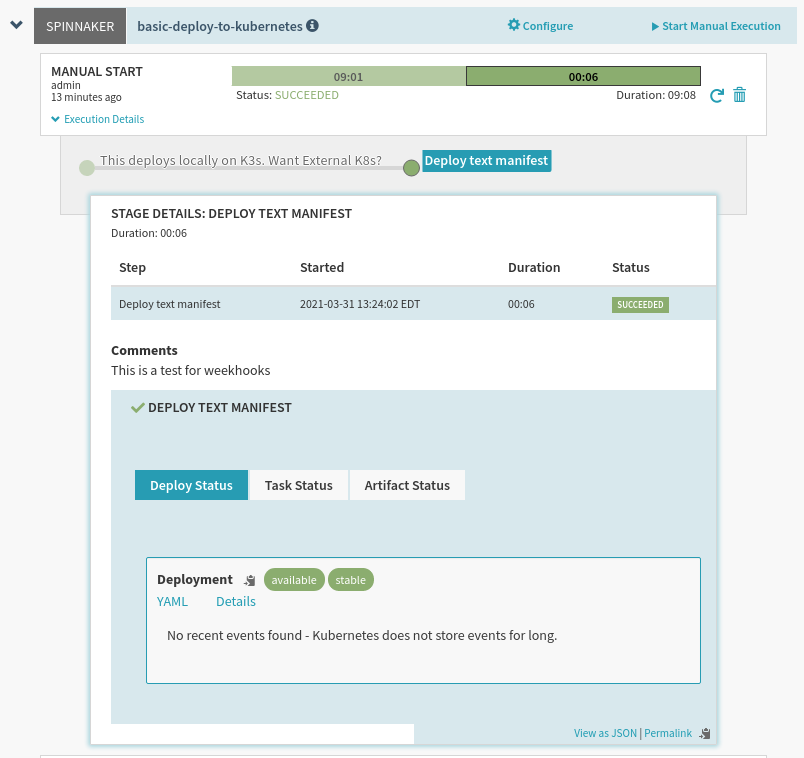 SPINNAKER basic-deploy-to-kubernetes Configure Start Manual Execution
MANUAL START 09:01 00:06
admin Status: SUCCEEDED Duration: 09:08
13 minutes ago
Execution Details
This deploys locally on K3s. Want External K8s? Deploy text manifest
STAGE DETAILS: DEPLOY TEXT MANIFEST
Duration: 00:06
Step Started Duration Status
Deploy text manifest 2021-03-31 13:24:02 EDT 00:06 SUCCEEDED
Comments
This is a test for weekhooks
DEPLOY TEXT MANIFEST
Deploy Status Task Status Artifact Status
Deployment available stable
YAML Details
No recent events found - Kubernetes does not store events for long.
View as JSON | Permalink